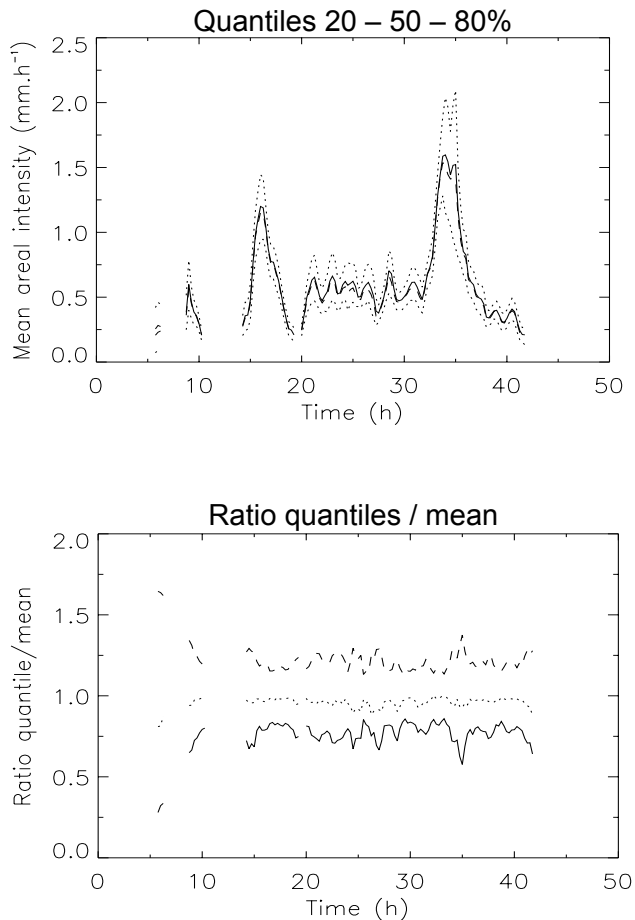 Quantiles 20 – 50 – 80%
Mean areal intensity (mm.h⁻¹)
2.5
2.0
1.5
1.0
0.5
0.0
0 10 20 30 40 50
Time (h)
Ratio quantiles / mean
Ratio quantile/mean
2.0
1.5
1.0
0.5
0.0
0 10 20 30 40 50
Time (h)